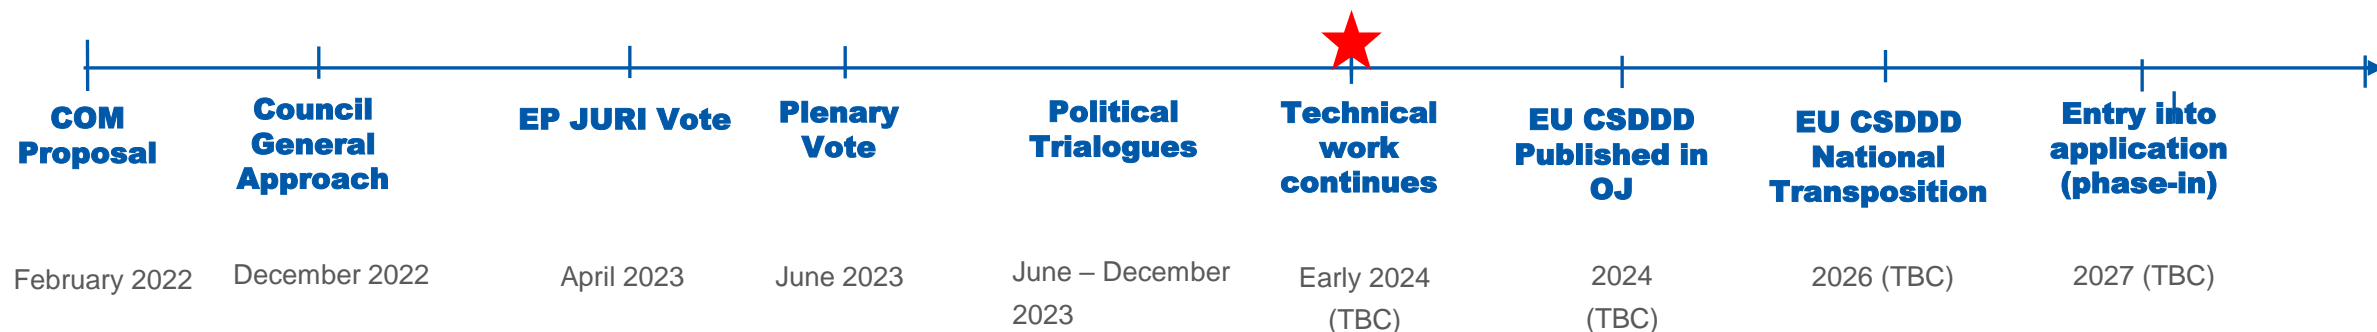 COM
Proposal
February 2022
Council
General
Approach
December 2022
EP JURI Vote
April 2023
Plenary
Vote
June 2023
Political
Trialogues
June – December
2023
Technical
work
continues
Early 2024
(TBC)
EU CSDDD
Published in
OJ
2024
(TBC)
EU CSDDD
National
Transposition
2026 (TBC)
Entry into
application
(phase-in)
2027 (TBC)